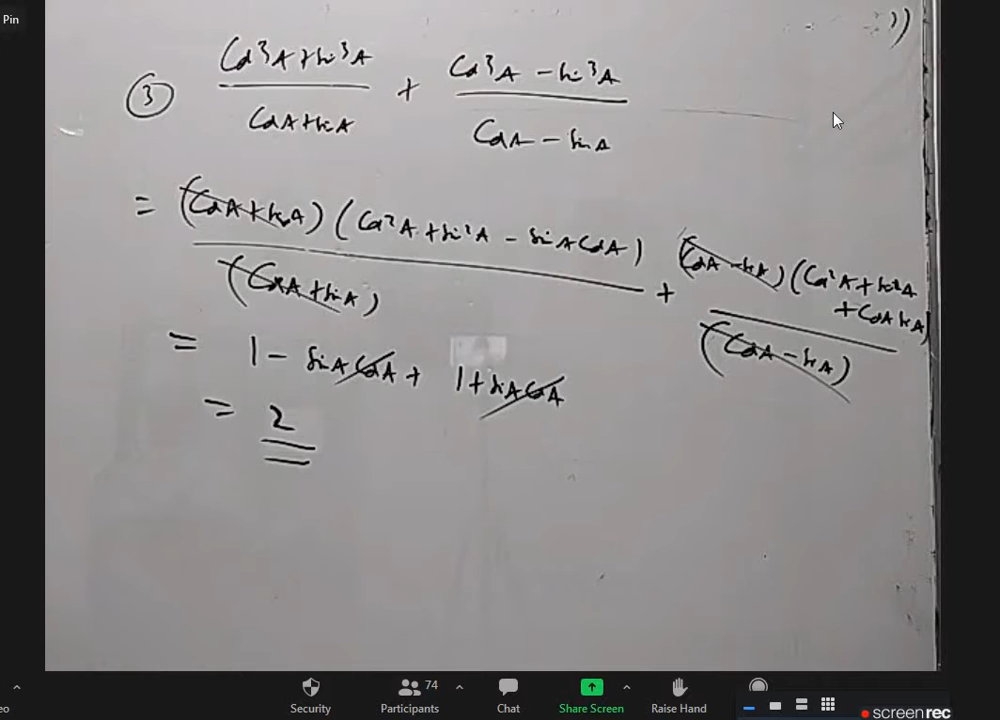 Pin
③ Cos³A + sin³A / CosA + sinA + Cos³A - sin³A / CosA - sinA
= (CosA + sinA) (Cos²A + sin²A - sinA CosA) / (CosA + sinA) + (CosA - sinA) (Cos²A + sin²A + CosA sinA) / (CosA - sinA)
= 1 - sinA CosA + 1 + sinA CosA
= 2
74
Security
Participants
Chat
Share Screen
Raise Hand
screenrec